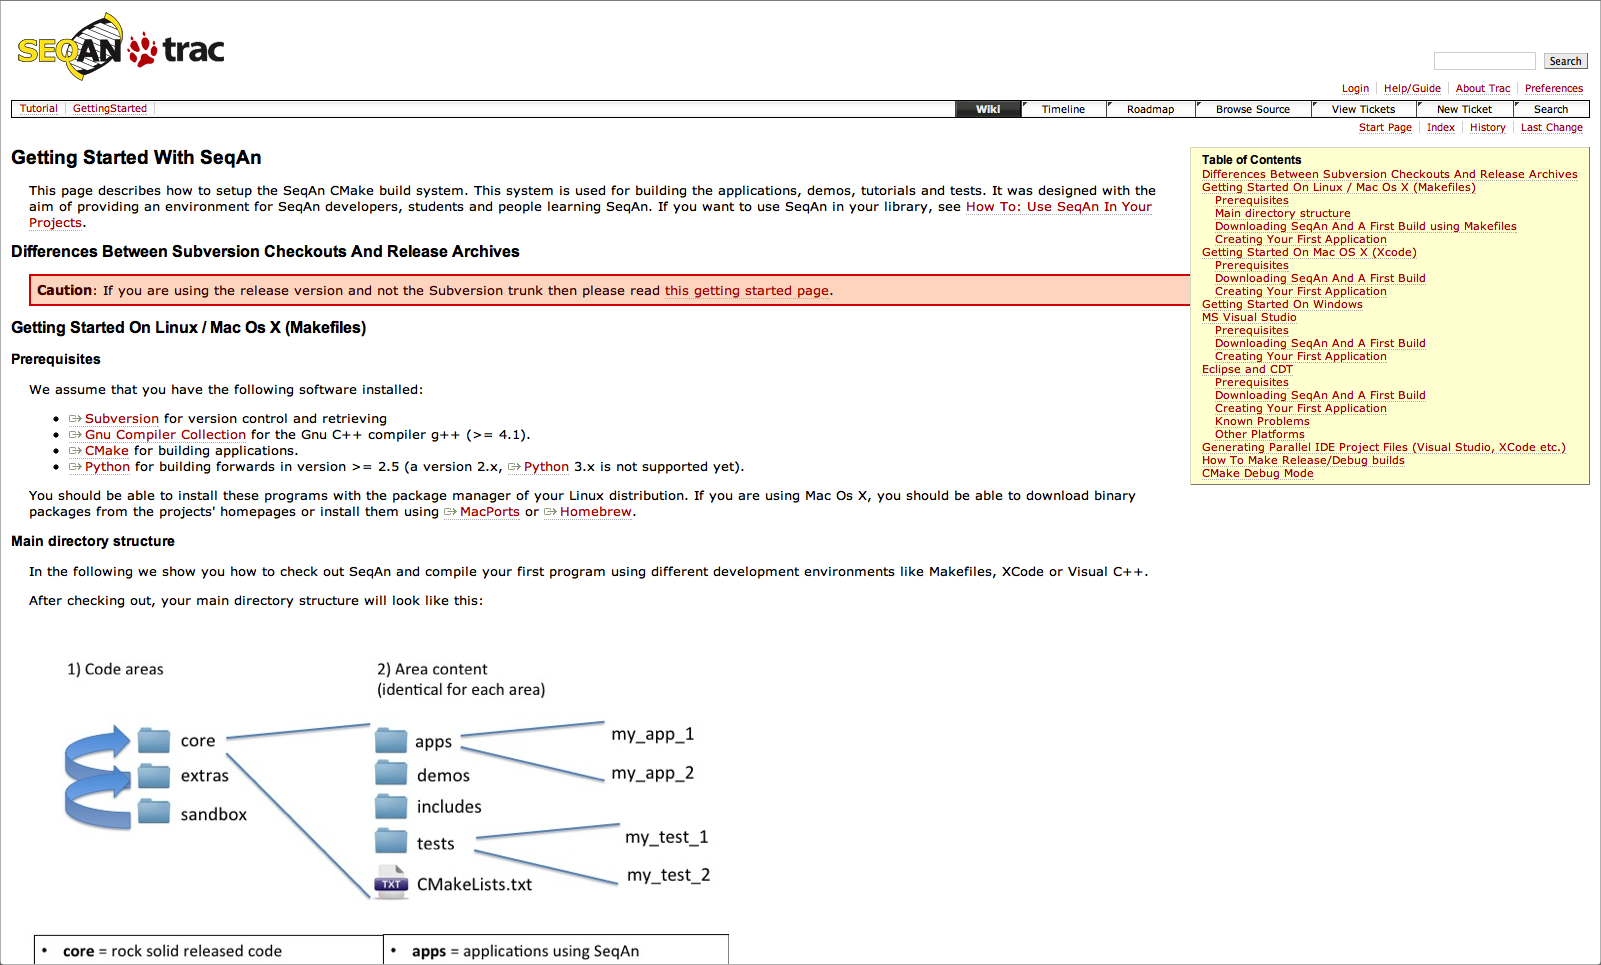 SEQAN trac
Search
Login Help/Guide About Trac Preferences
Tutorial GettingStarted Wiki Timeline Roadmap Browse Source View Tickets New Ticket Search
Start Page Index History Last Change
Getting Started With SeqAn
This page describes how to setup the SeqAn CMake build system. This system is used for building the applications, demos, tutorials and tests. It was designed with the
aim of providing an environment for SeqAn developers, students and people learning SeqAn. If you want to use SeqAn in your library, see How To: Use SeqAn In Your
Projects.
Differences Between Subversion Checkouts And Release Archives
Caution: If you are using the release version and not the Subversion trunk then please read this getting started page.
Getting Started On Linux / Mac Os X (Makefiles)
Prerequisites
We assume that you have the following software installed:
• Subversion for version control and retrieving
• Gnu Compiler Collection for the Gnu C++ compiler g++ (>= 4.1).
• CMake for building applications.
• Python for building forwards in version >= 2.5 (a version 2.x, Python 3.x is not supported yet).
You should be able to install these programs with the package manager of your Linux distribution. If you are using Mac Os X, you should be able to download binary
packages from the projects' homepages or install them using MacPorts or Homebrew.
Main directory structure
In the following we show you how to check out SeqAn and compile your first program using different development environments like Makefiles, XCode or Visual C++.
After checking out, your main directory structure will look like this:
Table of Contents
Differences Between Subversion Checkouts And Release Archives
Getting Started On Linux / Mac Os X (Makefiles)
Prerequisites
Main directory structure
Downloading SeqAn And A First Build using Makefiles
Creating Your First Application
Getting Started On Mac OS X (Xcode)
Prerequisites
Downloading SeqAn And A First Build
Creating Your First Application
Getting Started On Windows
MS Visual Studio
Prerequisites
Downloading SeqAn And A First Build
Creating Your First Application
Eclipse and CDT
Prerequisites
Downloading SeqAn And A First Build
Creating Your First Application
Known Problems
Other Platforms
Generating Parallel IDE Project Files (Visual Studio, XCode etc.)
How To Make Release/Debug builds
CMake Debug Mode
1) Code areas
core
extras
sandbox
2) Area content
(identical for each area)
apps
demos
includes
tests
TXT CMakeLists.txt
my_app_1
my_app_2
my_test_1
my_test_2
• core = rock solid released code
• apps = applications using SeqAn